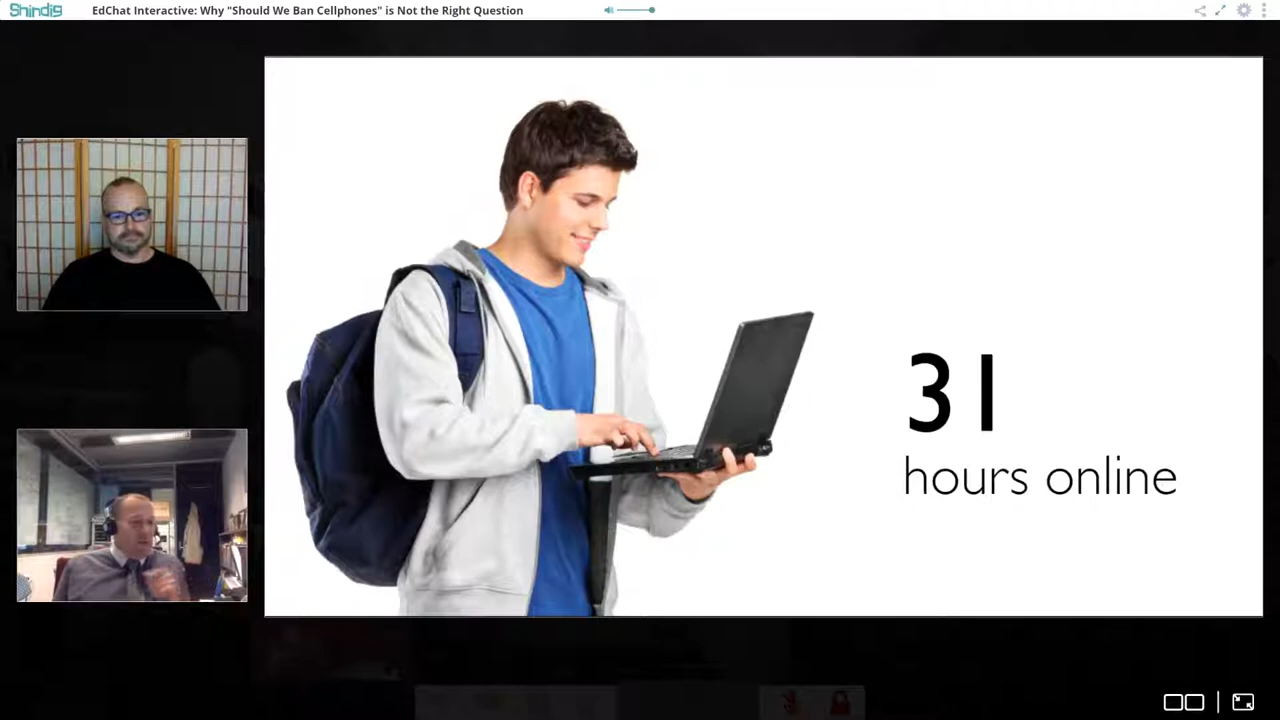 Shindig
EdChat Interactive: Why "Should We Ban Cellphones" is Not the Right Question
31
hours online